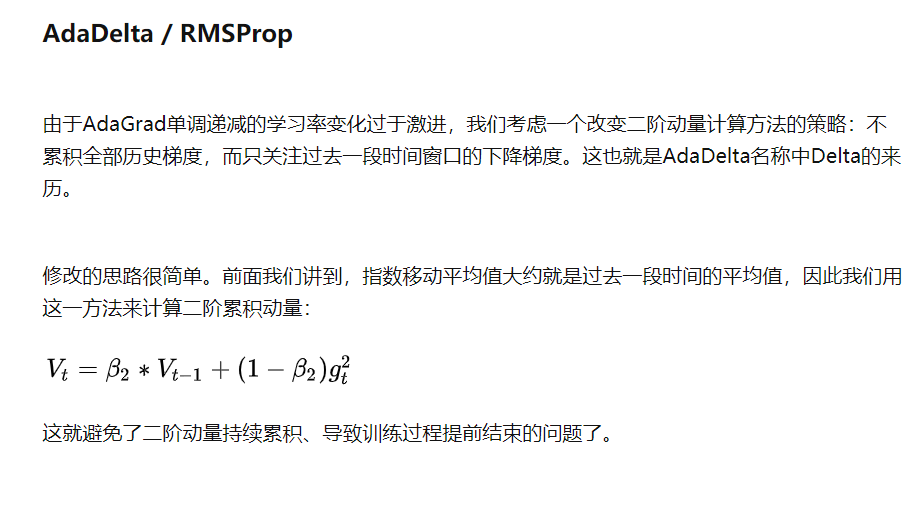 AdaDelta / RMSProp
由于AdaGrad单调递减的学习率变化过于激进，我们考虑一个改变二阶动量计算方法的策略：不
累积全部历史梯度，而只关注过去一段时间窗口的下降梯度。这也就是AdaDelta名称中Delta的来
历。
修改的思路很简单。前面我们讲到，指数移动平均值大约就是过去一段时间的平均值，因此我们用
这一方法来计算二阶累积动量：
$V_t = \beta_2 * V_{t-1} + (1 - \beta_2) g_t^2$
这就避免了二阶动量持续累积、导致训练过程提前结束的问题了。